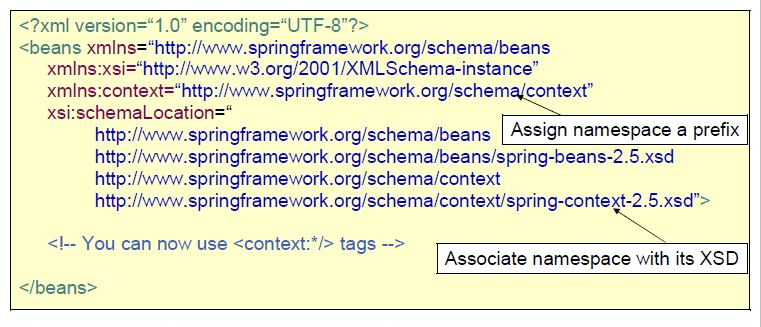 <?xml version=“1.0” encoding=“UTF-8”?>
<beans xmlns=“http://www.springframework.org/schema/beans
xmlns:xsi=“http://www.w3.org/2001/XMLSchema-instance”
xmlns:context=“http://www.springframework.org/schema/context”
xsi:schemaLocation=“
http://www.springframework.org/schema/beans
Assign namespace a prefix
http://www.springframework.org/schema/beans/spring-beans-2.5.xsd
http://www.springframework.org/schema/context
http://www.springframework.org/schema/context/spring-context-2.5.xsd”>
<!-- You can now use <context:*/> tags -->
Associate namespace with its XSD
</beans>